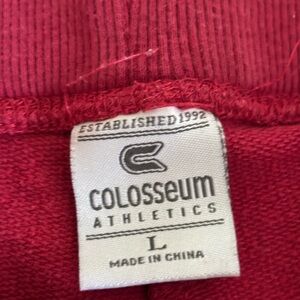 ESTABLISHED 1992
COLOSSEUM
ATHLETICS
L
MADE IN CHINA